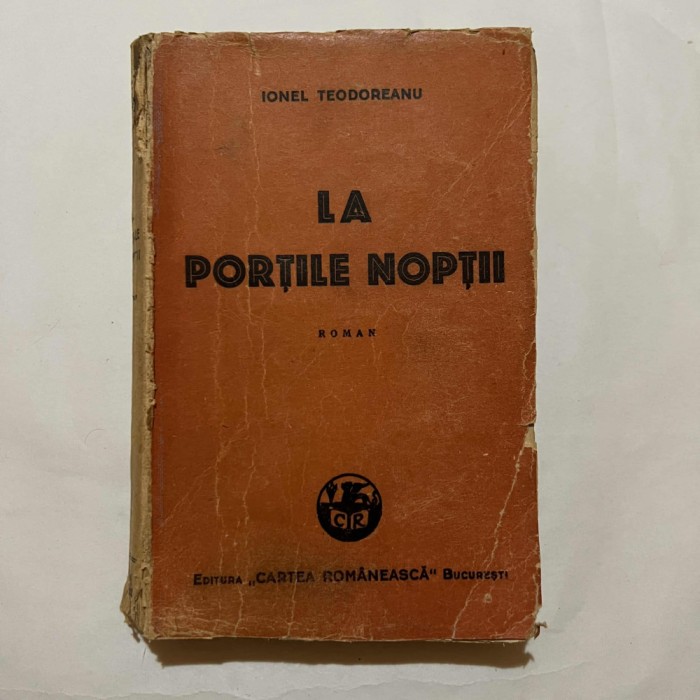 IONEL TEODOREANU
LA
PORȚILE NOPȚII
ROMAN
CR
EDITURA „CARTEA ROMÂNEASCĂ" BUCUREȘTI